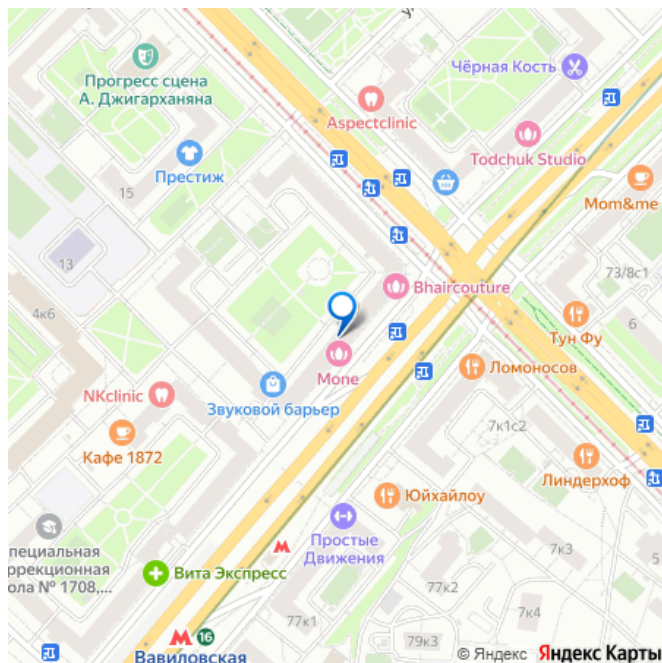 Чёрная Кость
Прогресс сцена
А. Джигарханяна
Aspectclinic
Todchuk Studio
Престиж
15
Mom&me
13
73/8с1
4к6
Bhaircouture
6
Тун Фу
Mone
Ломоносов
NKclinic
Звуковой барьер
7к1с2
Кафе 1872
Линдерхоф
Юйхайлоу
Простые
Движения
7к3
5
пециальная
ррекционная
ола № 1708,...
Вита Экспресс
77к2
77к1
7к4
79к3
М 16
Вавиловская
© Яндекс Яндекс Карты